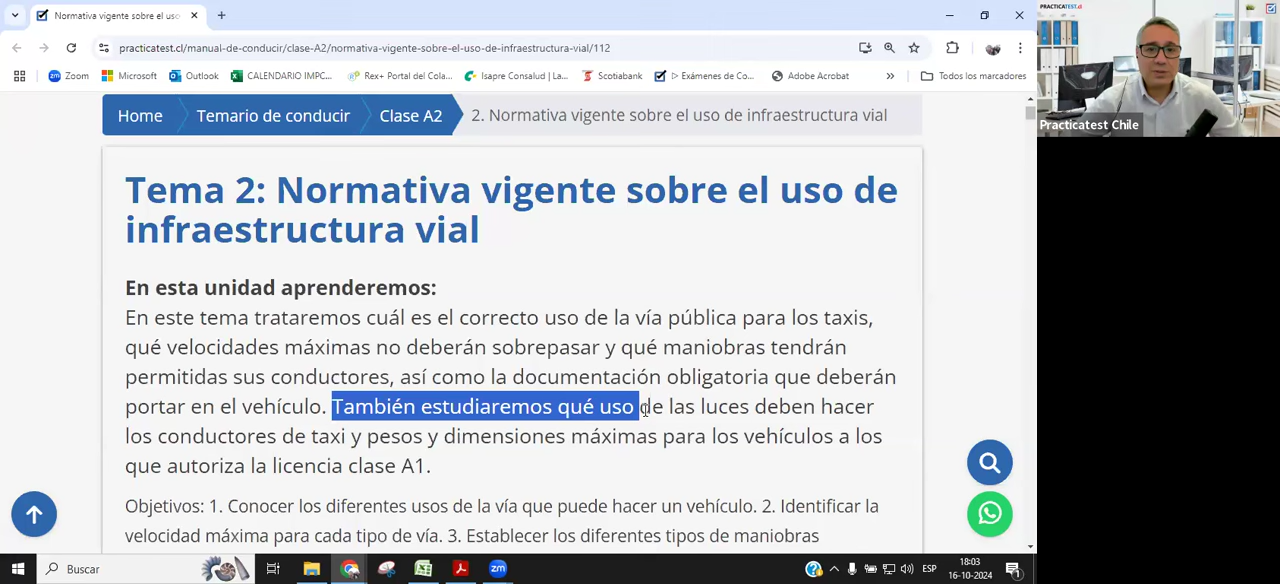 Normativa vigente sobre el uso
practicatest.cl/manual-de-conducir/clase-A2/normativa-vigente-sobre-el-uso-de-infraestructura-vial/112
Zoom
Microsoft
Outlook
CALENDARIO IMPC...
Rex+ Portal del Cola...
Isapre Consalud | La...
Scotiabank
▷ Exámenes de Co...
Adobe Acrobat
»
Todos los marcadores
PRACTICATEST.cl
Practicatest Chile
Home
Temario de conducir
Clase A2
2. Normativa vigente sobre el uso de infraestructura vial
Tema 2: Normativa vigente sobre el uso de
infraestructura vial
En esta unidad aprenderemos:
En este tema trataremos cuál es el correcto uso de la vía pública para los taxis,
qué velocidades máximas no deberán sobrepasar y qué maniobras tendrán
permitidas sus conductores, así como la documentación obligatoria que deberán
portar en el vehículo. También estudiaremos qué uso de las luces deben hacer
los conductores de taxi y pesos y dimensiones máximas para los vehículos a los
que autoriza la licencia clase A1.
Objetivos: 1. Conocer los diferentes usos de la vía que puede hacer un vehículo. 2. Identificar la
velocidad máxima para cada tipo de vía. 3. Establecer los diferentes tipos de maniobras
Buscar
zm
ESP
18:03
16-10-2024
1